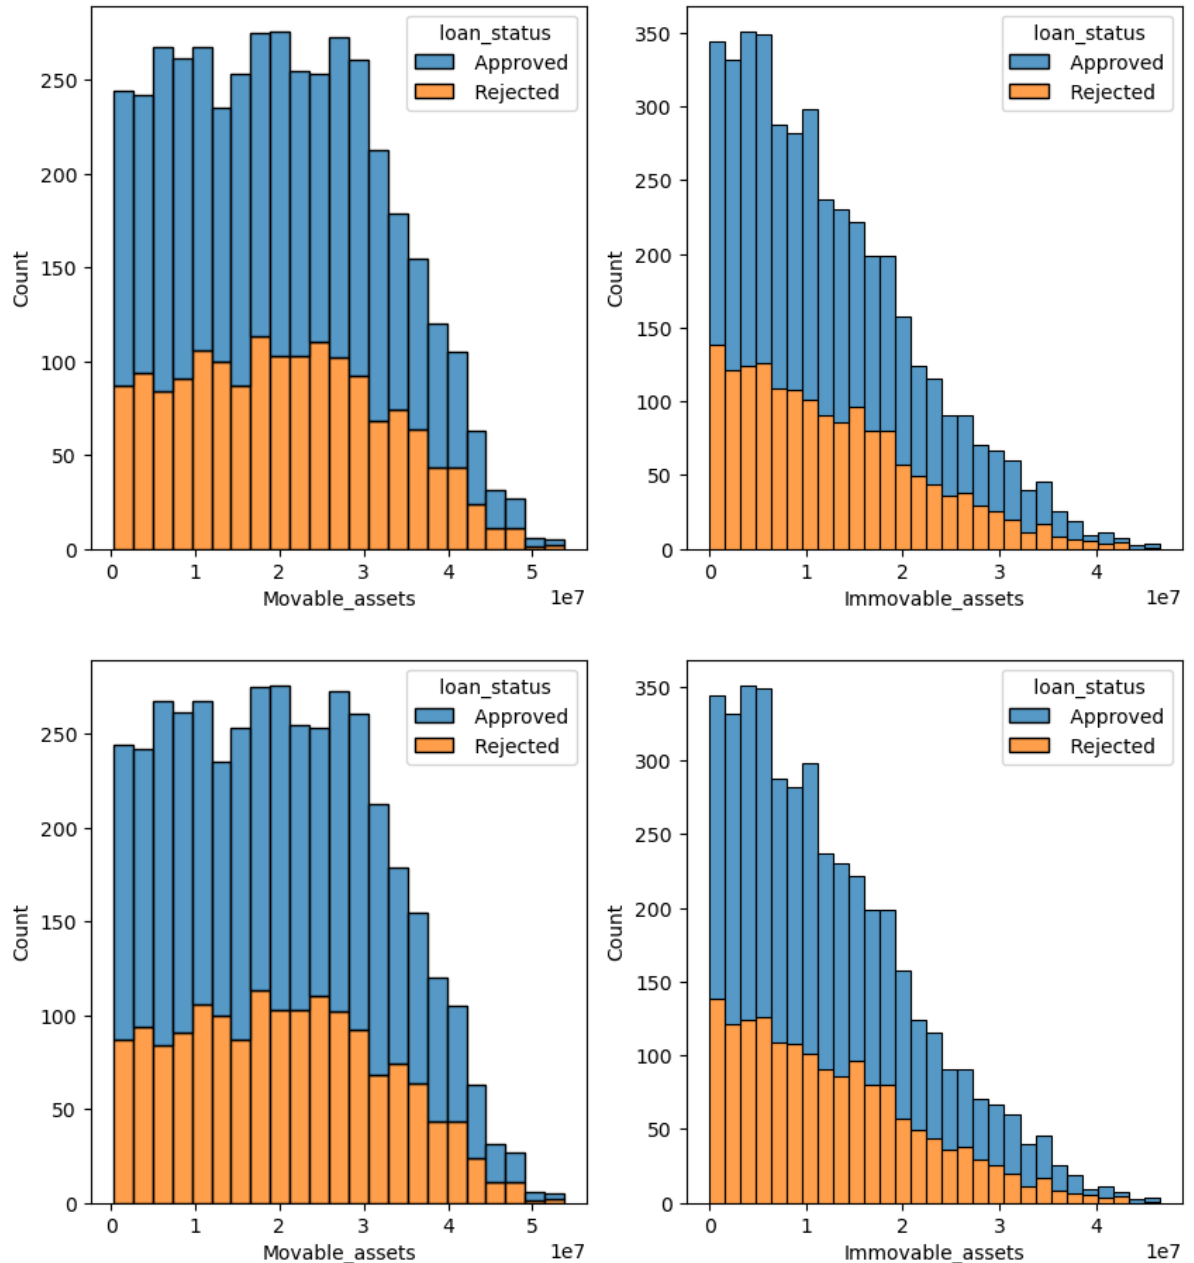 loan_status
Approved
Rejected
250
200
150
100
50
0
Count
0 1 2 3 4 5
1e7
Movable_assets
loan_status
Approved
Rejected
350
300
250
200
150
100
50
0
Count
0 1 2 3 4
1e7
Immovable_assets
loan_status
Approved
Rejected
250
200
150
100
50
0
Count
0 1 2 3 4 5
1e7
Movable_assets
loan_status
Approved
Rejected
350
300
250
200
150
100
50
0
Count
0 1 2 3 4
1e7
Immovable_assets